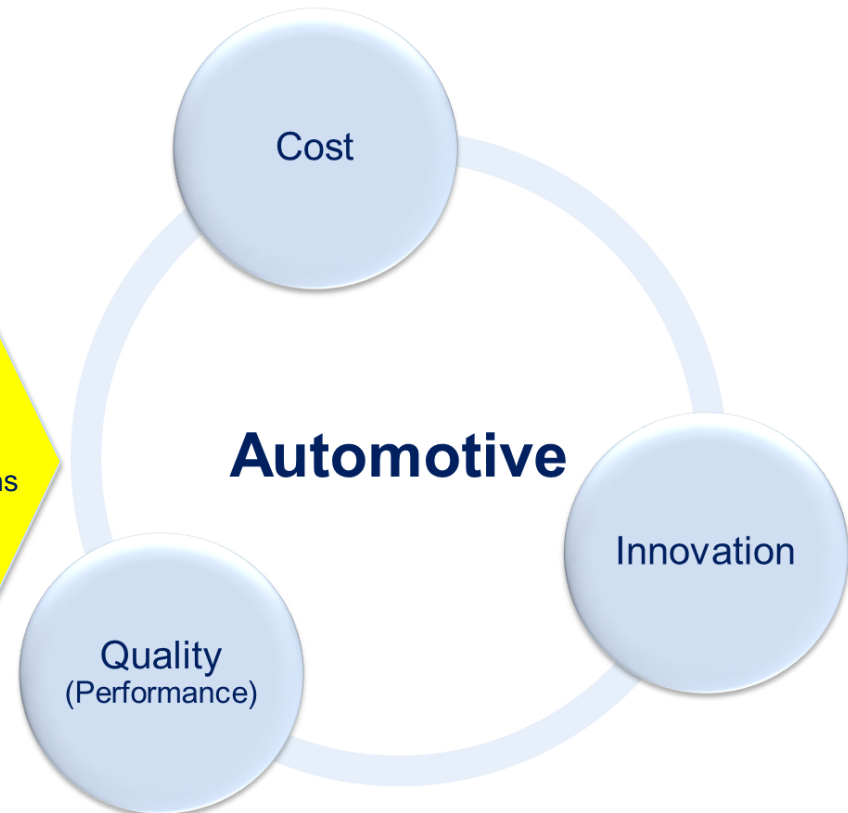 Cost
Automotive
Innovation
Quality
(Performance)